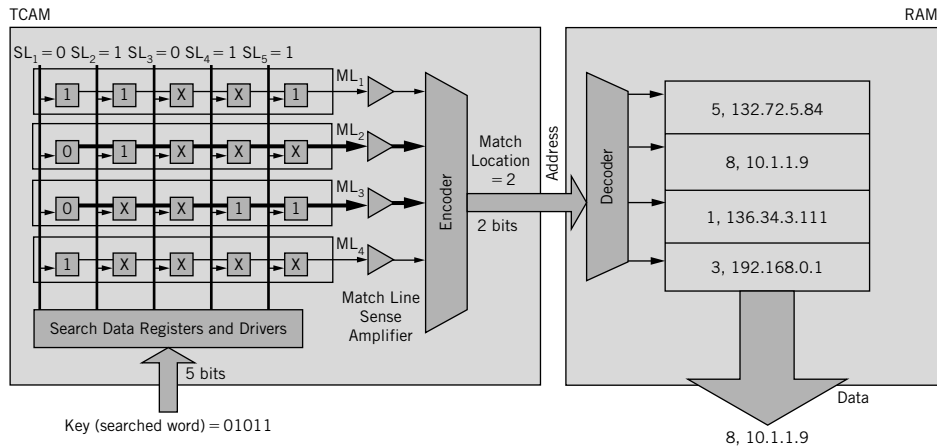 TCAM
SL1 = 0 SL2 = 1 SL3 = 0 SL4 = 1 SL5 = 1
1 1 X X 1
ML1
0 1 X X X
ML2
0 X X 1 1
ML3
1 X X X X
ML4
Match Line
Sense
Amplifier
Search Data Registers and Drivers
5 bits
Key (searched word) = 01011
Encoder
Match
Location
= 2
2 bits
Address
RAM
Decoder
5, 132.72.5.84
8, 10.1.1.9
1, 136.34.3.111
3, 192.168.0.1
Data
8, 10.1.1.9